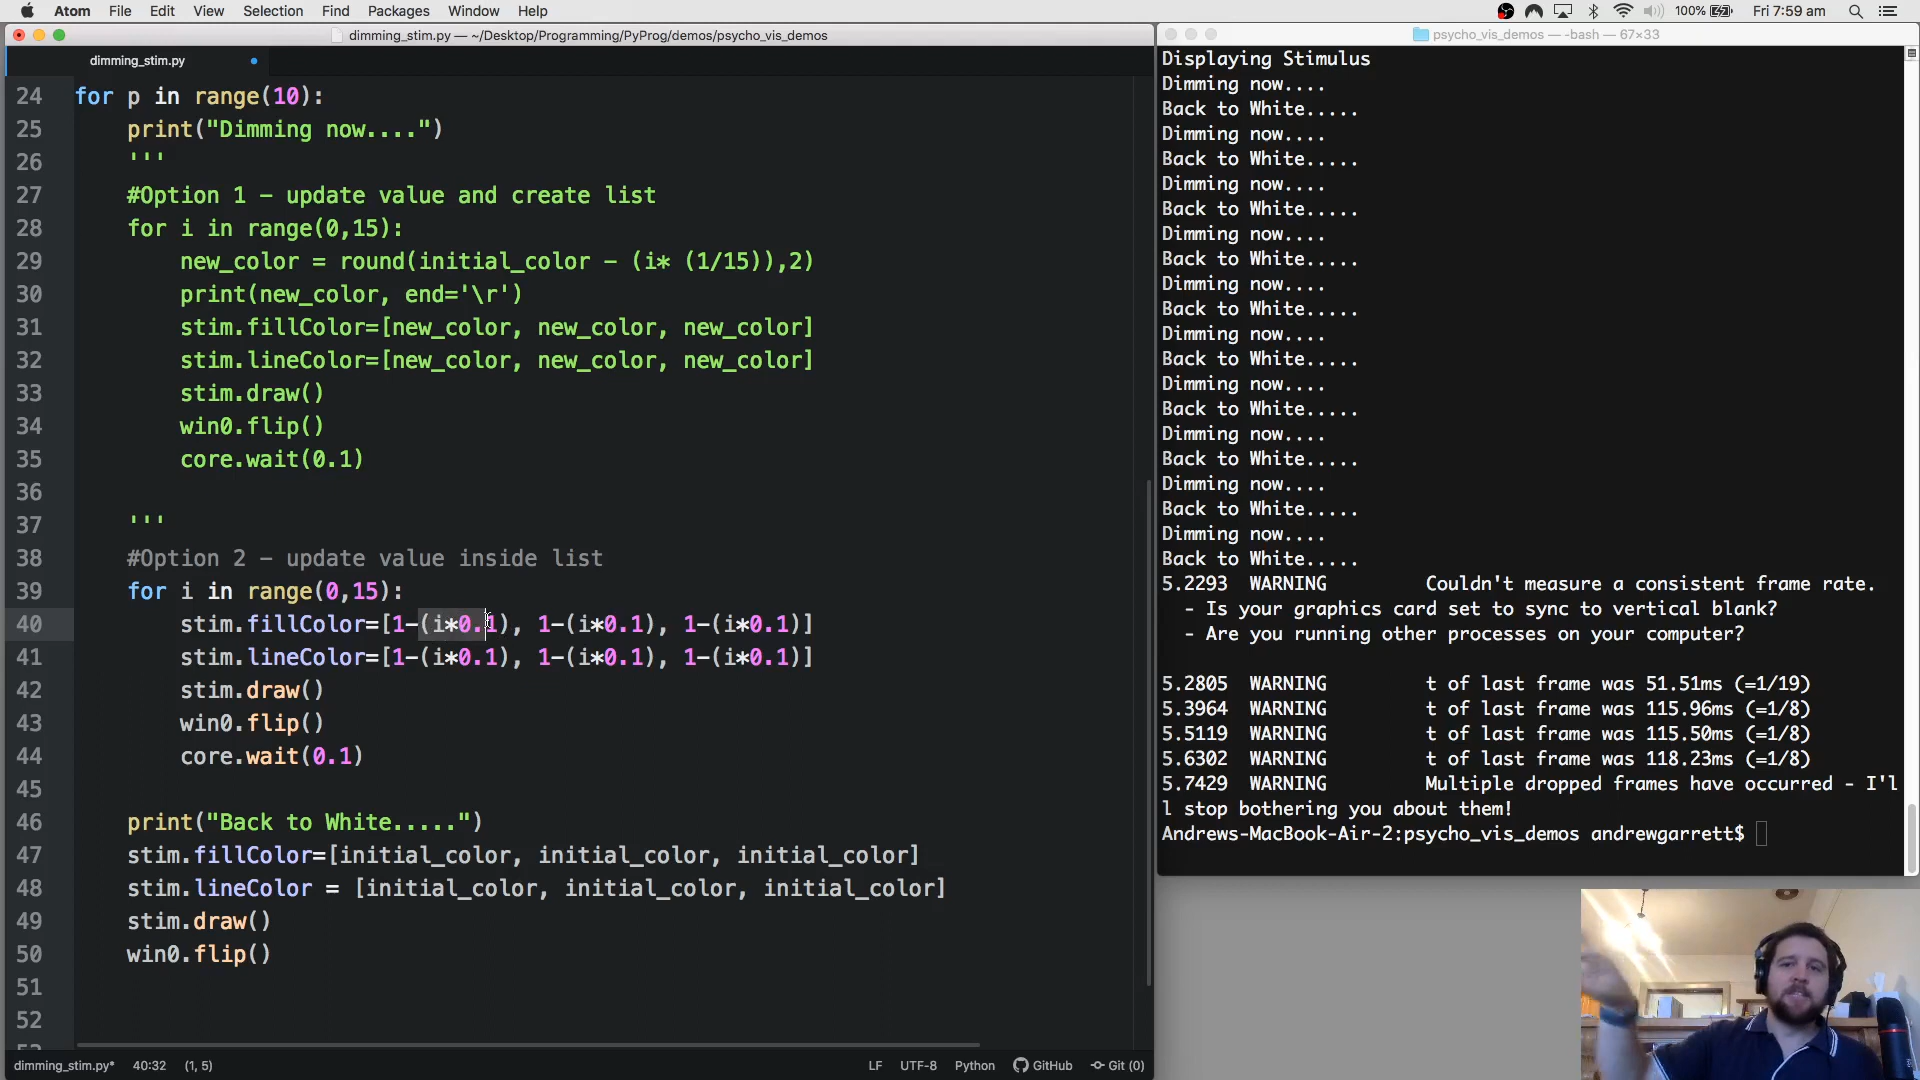 Atom File Edit View Selection Find Packages Window Help 100% Fri 7:59 am
dimming_stim.py — ~/Desktop/Programming/PyProg/demos/psycho_vis_demos
dimming_stim.py
24 for p in range(10):
25 print("Dimming now....")
26 '''
27 #Option 1 – update value and create list
28 for i in range(0,15):
29 new_color = round(initial_color - (i* (1/15)),2)
30 print(new_color, end='\r')
31 stim.fillColor=[new_color, new_color, new_color]
32 stim.lineColor=[new_color, new_color, new_color]
33 stim.draw()
34 win0.flip()
35 core.wait(0.1)
36
37 '''
38 #Option 2 – update value inside list
39 for i in range(0,15):
40 stim.fillColor=[1-(i*0.1), 1-(i*0.1), 1-(i*0.1)]
41 stim.lineColor=[1-(i*0.1), 1-(i*0.1), 1-(i*0.1)]
42 stim.draw()
43 win0.flip()
44 core.wait(0.1)
45
46 print("Back to White.....")
47 stim.fillColor=[initial_color, initial_color, initial_color]
48 stim.lineColor = [initial_color, initial_color, initial_color]
49 stim.draw()
50 win0.flip()
51
52
dimming_stim.py* 40:32 (1, 5) LF UTF-8 Python GitHub Git (0)
psycho_vis_demos — -bash — 67×33
Displaying Stimulus
Dimming now....
Back to White.....
Dimming now....
Back to White.....
Dimming now....
Back to White.....
Dimming now....
Back to White.....
Dimming now....
Back to White.....
Dimming now....
Back to White.....
Dimming now....
Back to White.....
Dimming now....
Back to White.....
Dimming now....
Back to White.....
Dimming now....
Back to White.....
5.2293 WARNING Couldn't measure a consistent frame rate.
- Is your graphics card set to sync to vertical blank?
- Are you running other processes on your computer?
5.2805 WARNING t of last frame was 51.51ms (=1/19)
5.3964 WARNING t of last frame was 115.96ms (=1/8)
5.5119 WARNING t of last frame was 115.50ms (=1/8)
5.6302 WARNING t of last frame was 118.23ms (=1/8)
5.7429 WARNING Multiple dropped frames have occurred - I'l
l stop bothering you about them!
Andrews-MacBook-Air-2:psycho_vis_demos andrewgarrett$